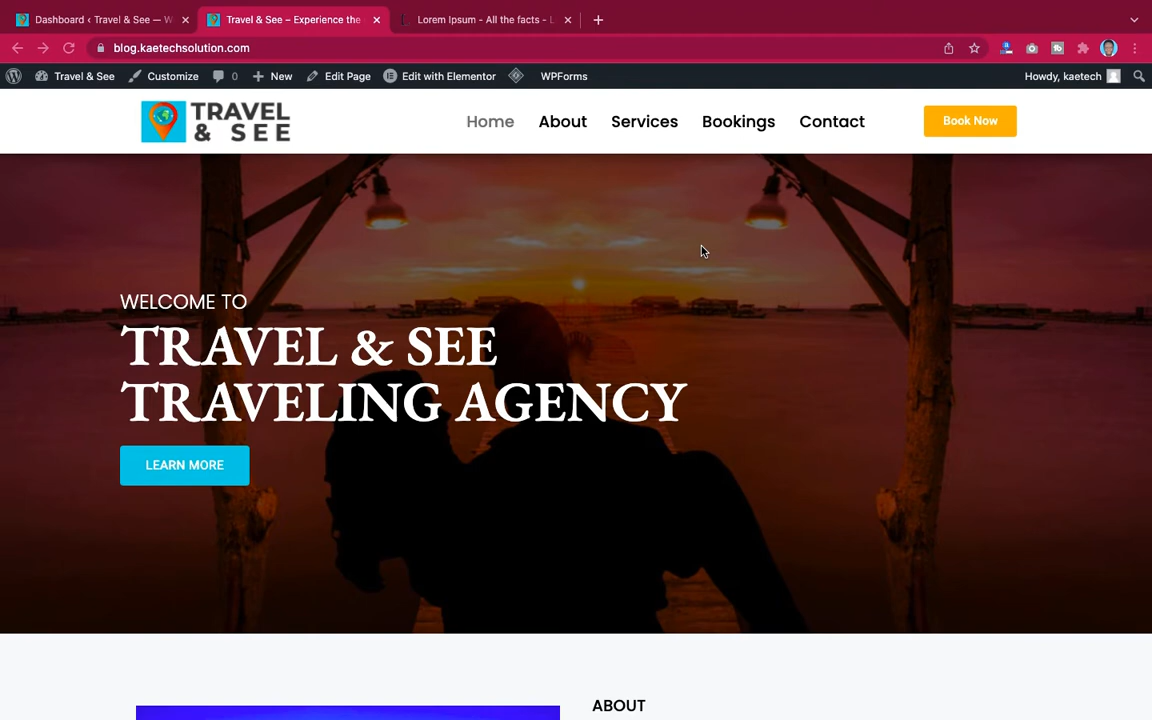 Dashboard ‹ Travel & See — W
Travel & See – Experience the
Lorem Ipsum - All the facts - L
blog.kaetechsolution.com
Travel & See
Customize
0
New
Edit Page
Edit with Elementor
WPForms
Howdy, kaetech
TRAVEL
& SEE
Home
About
Services
Bookings
Contact
Book Now
WELCOME TO
TRAVEL & SEE
TRAVELING AGENCY
LEARN MORE
ABOUT